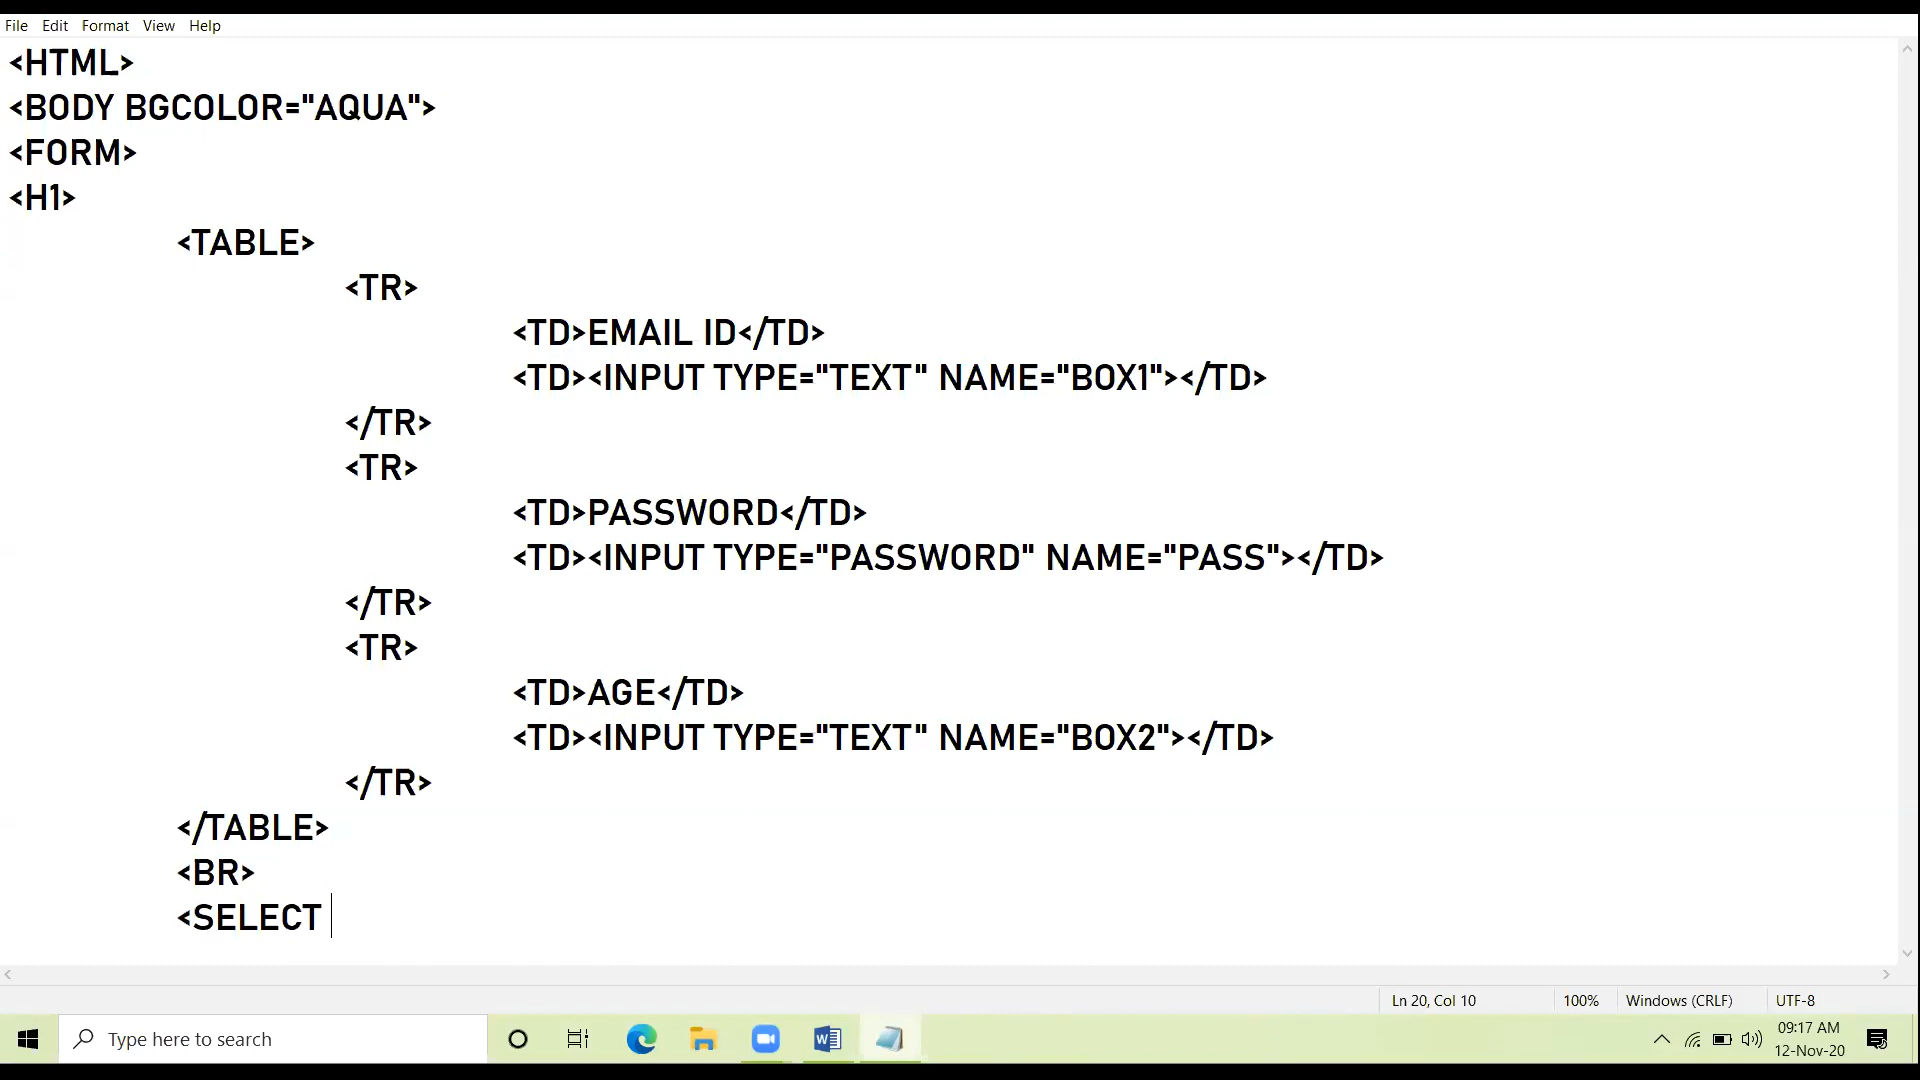 File Edit Format View Help
<HTML>
<BODY BGCOLOR="AQUA">
<FORM>
<H1>
<TABLE>
<TR>
<TD>EMAIL ID</TD>
<TD><INPUT TYPE="TEXT" NAME="BOX1"></TD>
</TR>
<TR>
<TD>PASSWORD</TD>
<TD><INPUT TYPE="PASSWORD" NAME="PASS"></TD>
</TR>
<TR>
<TD>AGE</TD>
<TD><INPUT TYPE="TEXT" NAME="BOX2"></TD>
</TR>
</TABLE>
<BR>
<SELECT
Ln 20, Col 10 100% Windows (CRLF) UTF-8
Type here to search
09:17 AM
12-Nov-20